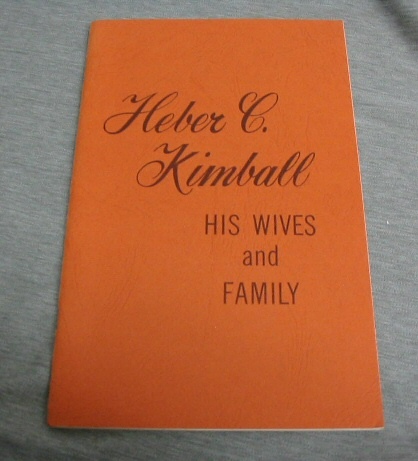 Heber C.
Kimball
HIS WIVES
and
FAMILY